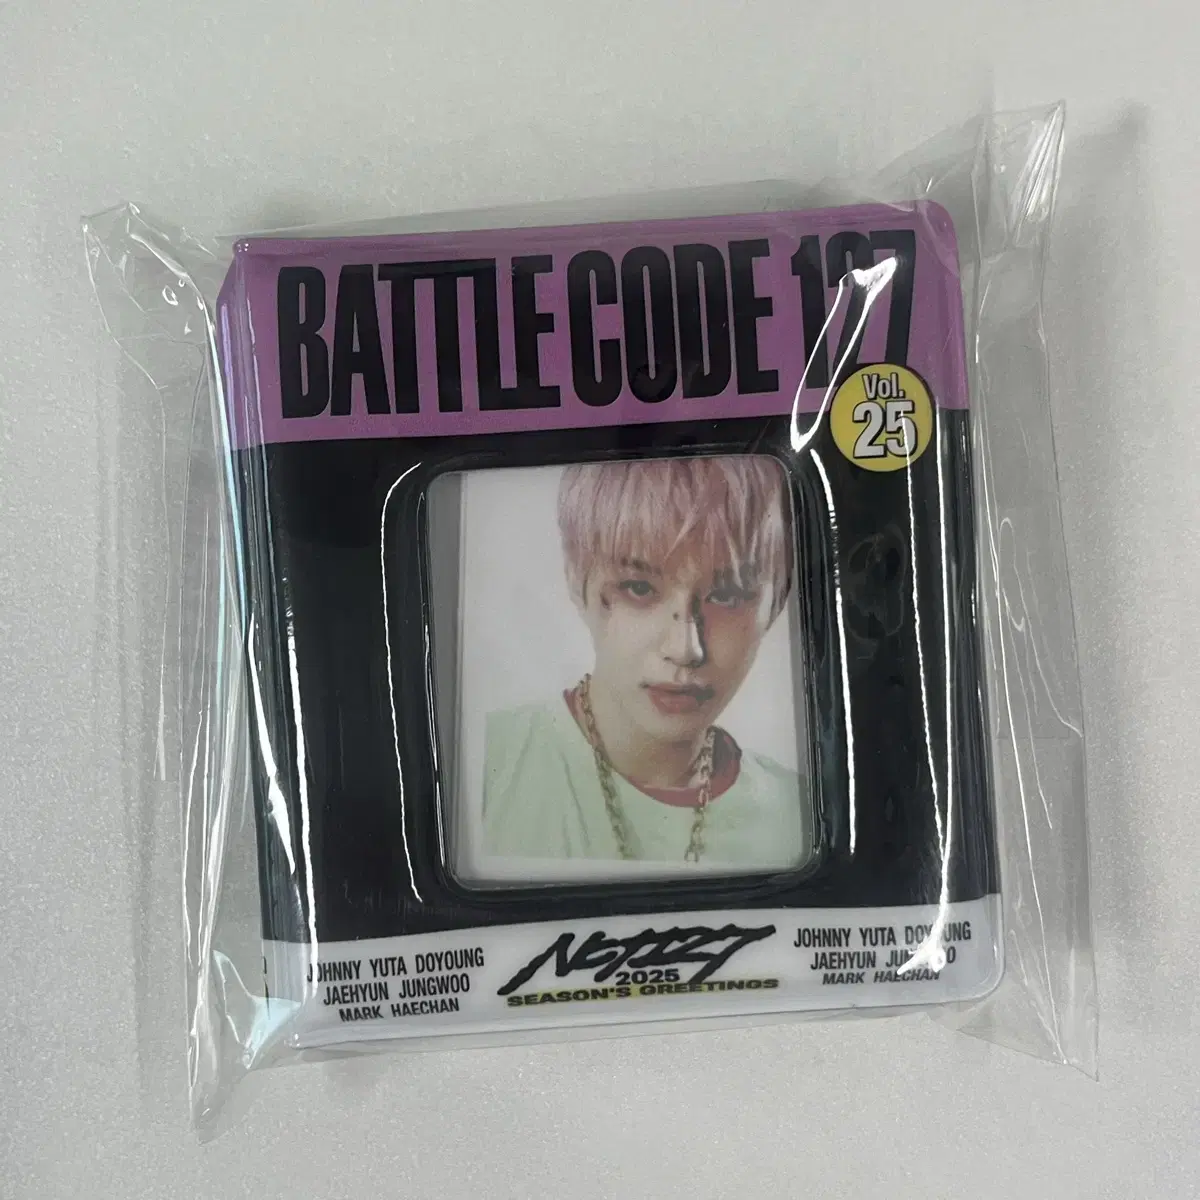 BATTLE CODE 127
Vol.
25
JOHNNY YUTA DOYOUNG
JAEHYUN JUNGWOO
MARK HAECHAN
NCT127
2025
SEASON'S GREETINGS
JOHNNY YUTA DOYOUNG
JAEHYUN JUNGWOO
MARK HAECHAN